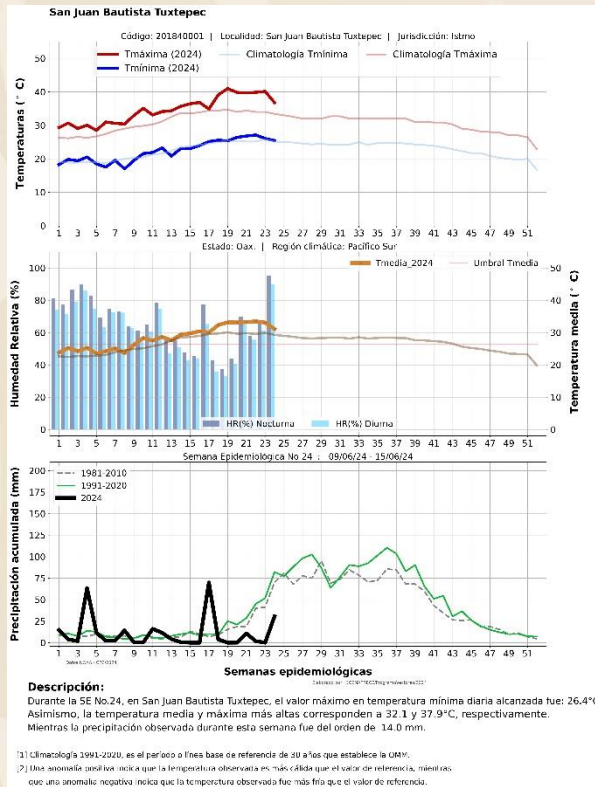 San Juan Bautista Tuxtepec
Código: 201840001 | Localidad: San Juan Bautista Tuxtepec | Jurisdicción: Istmo
Tmáxima (2024)
Climatología Tmínima
Climatología Tmáxima
Tmínima (2024)
Temperaturas (° C)
50
40
30
20
10
0
1 3 5 6 7 9 10 11 13 15 17 19 21 23 25 27 29 30 31 33 35 37 39 41 43 45 47 49 51
Estado: Oax. | Región climática: Pacífico Sur
Tmedia_2024
Umbral Tmedia
Humedad Relativa (%)
100
80
60
40
20
0
Temperatura media (° C)
50
40
30
20
10
0
HR(%) Nocturna
HR(%) Diurna
1 3 5 6 7 9 10 11 13 15 17 19 21 23 25 27 29 30 31 33 35 37 39 41 43 45 47 49 51
Semana Epidemiológica No 24 : 09/06/24 - 15/06/24
1981-2010
1991-2020
2024
Precipitación acumulada (mm)
200
175
150
125
100
75
50
25
0
1 3 5 6 7 9 10 11 13 15 17 19 21 23 25 27 29 30 31 33 35 37 39 41 43 45 47 49 51
Semanas epidemiológicas
Descripción:
Durante la SE No.24, en San Juan Bautista Tuxtepec, el valor máximo en temperatura mínima diaria alcanzada fue: 26.4°C
Asimismo, la temperatura media y máxima más altas corresponden a 32.1 y 37.9°C, respectivamente.
Mientras la precipitación observada durante esta semana fue del orden de 14.0 mm.
[1] Climatología 1991-2020, es el período o línea base de referencia de 30 años que establece la OMM.
[2] Una anomalía positiva indica que la temperatura observada es más cálida que el valor de referencia, mientras
que una anomalía negativa indica que la temperatura observada fue más fría que el valor de referencia.